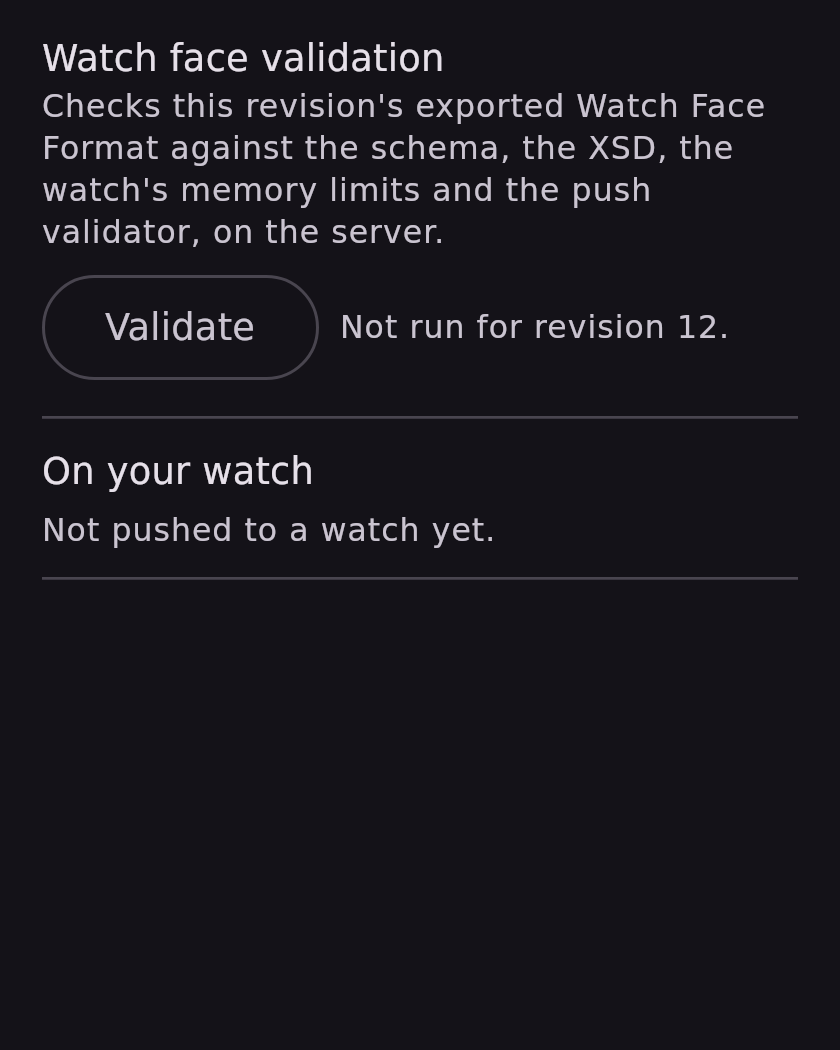 Watch face validation
Checks this revision's exported Watch Face
Format against the schema, the XSD, the
watch's memory limits and the push
validator, on the server.
Validate
Not run for revision 12.
On your watch
Not pushed to a watch yet.